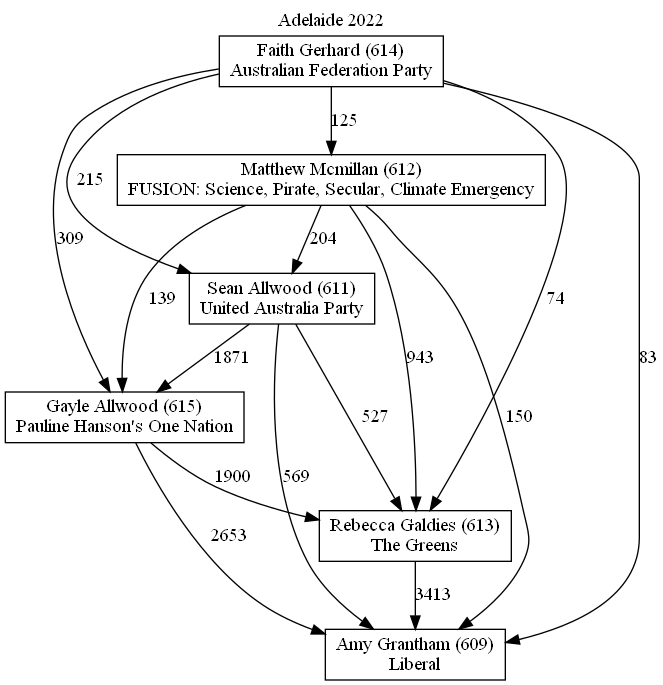 Adelaide 2022
Faith Gerhard (614)
Australian Federation Party
125
215
309
Matthew Mcmillan (612)
FUSION: Science, Pirate, Secular, Climate Emergency
204
139
74
943
83
150
Sean Allwood (611)
United Australia Party
1871
527
569
Gayle Allwood (615)
Pauline Hanson's One Nation
1900
2653
Rebecca Galdies (613)
The Greens
3413
Amy Grantham (609)
Liberal